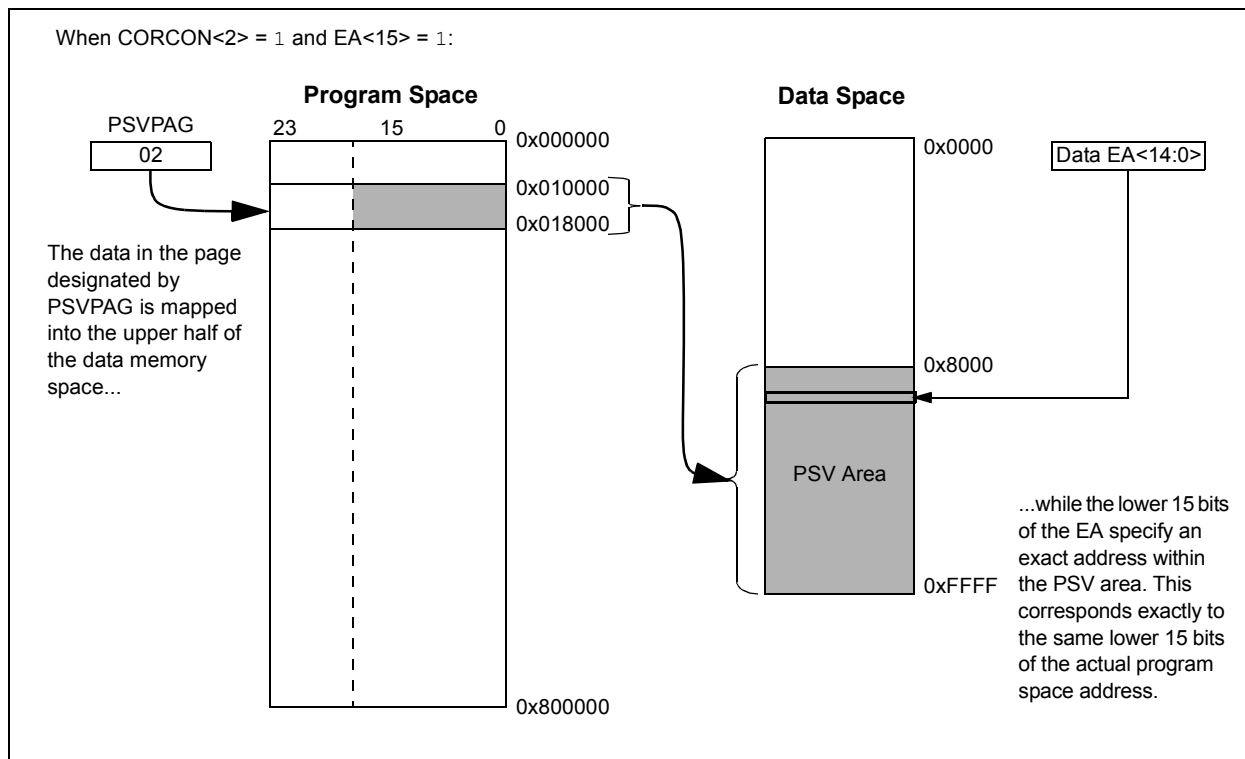 When CORCON<2> = 1 and EA<15> = 1:
Program Space
Data Space
PSVPAG
02
23 15 0
0x000000
0x010000
0x018000
0x800000
The data in the page
designated by
PSVPAG is mapped
into the upper half of
the data memory
space...
0x0000
Data EA<14:0>
0x8000
PSV Area
0xFFFF
...while the lower 15 bits
of the EA specify an
exact address within
the PSV area. This
corresponds exactly to
the same lower 15 bits
of the actual program
space address.